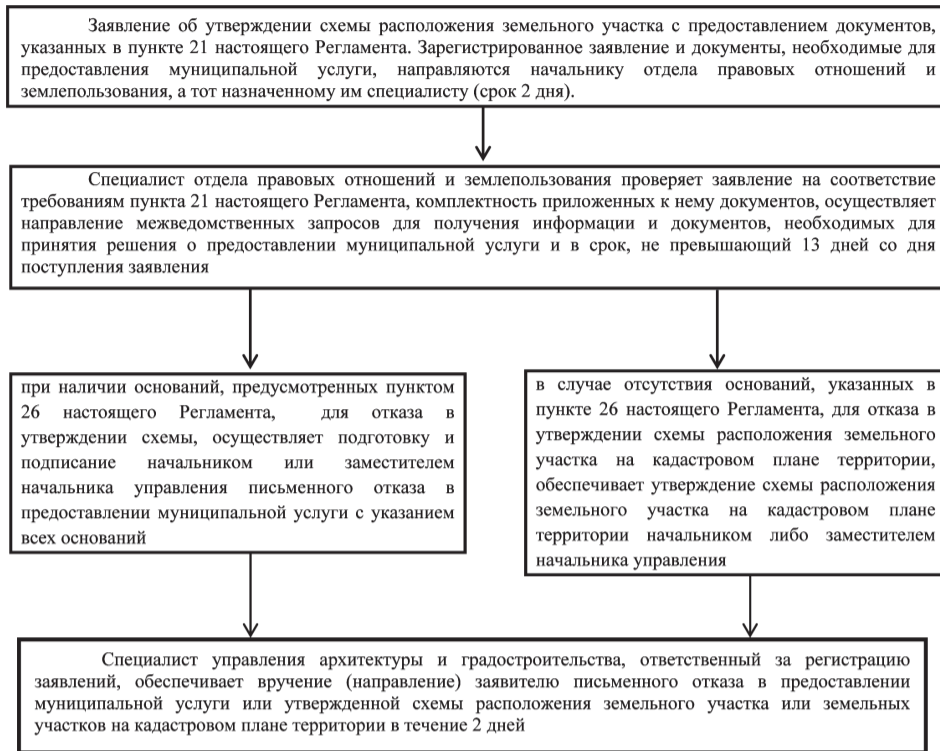 Заявление об утверждении схемы расположения земельного участка с предоставлением документов,
указанных в пункте 21 настоящего Регламента. Зарегистрированное заявление и документы, необходимые для
предоставления муниципальной услуги, направляются начальнику отдела правовых отношений и
землепользования, а тот назначенному им специалисту (срок 2 дня).
Специалист отдела правовых отношений и землепользования проверяет заявление на соответствие
требованиям пункта 21 настоящего Регламента, комплектность приложенных к нему документов, осуществляет
направление межведомственных запросов для получения информации и документов, необходимых для
принятия решения о предоставлении муниципальной услуги и в срок, не превышающий 13 дней со дня
поступления заявления
при наличии оснований, предусмотренных пунктом
26 настоящего Регламента, для отказа в
утверждении схемы, осуществляет подготовку и
подписание начальником или заместителем
начальника управления письменного отказа в
предоставлении муниципальной услуги с указанием
всех оснований
в случае отсутствия оснований, указанных в
пункте 26 настоящего Регламента, для отказа в
утверждении схемы расположения земельного
участка на кадастровом плане территории,
обеспечивает утверждение схемы расположения
земельного участка на кадастровом плане
территории начальником либо заместителем
начальника управления
Специалист управления архитектуры и градостроительства, ответственный за регистрацию
заявлений, обеспечивает вручение (направление) заявителю письменного отказа в предоставлении
муниципальной услуги или утвержденной схемы расположения земельного участка или земельных
участков на кадастровом плане территории в течение 2 дней